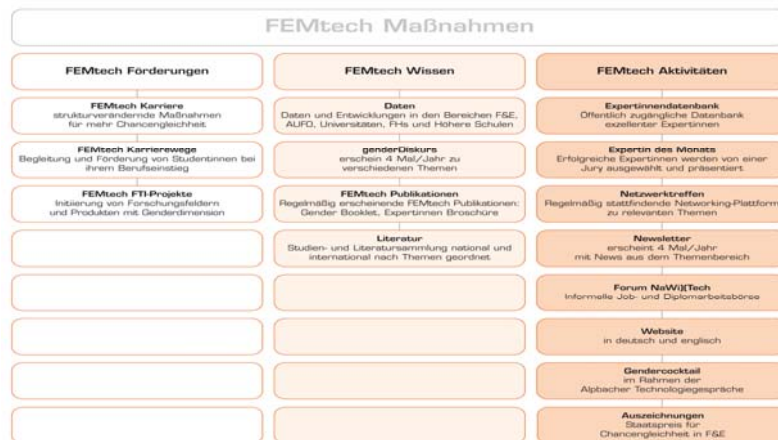 FEMtech Maßnahmen
FEMtech Förderungen
FEMtech Karriere
strukturverändernde Maßnahmen
für mehr Chancengleichheit
FEMtech Karrierewege
Begleitung und Förderung von Studentinnen bei
ihrem Berufseinstieg
FEMtech FTI-Projekte
Initiierung von Forschungsfeldern
und Produkten mit Genderdimension
FEMtech Wissen
Daten
Daten und Entwicklungen in den Bereichen F&E,
AUFO, Universitäten, FHs und Höhere Schulen
genderDiskurs
erschein 4 Mal/Jahr zu
verschiedenen Themen
FEMtech Publikationen
Regelmäßig erscheinende FEMtech Publikationen:
Gender Booklet, Expertinnen Broschüre
Literatur
Studien- und Literatursammlung national und
international nach Themen geordnet
FEMtech Aktivitäten
Expertinnendatenbank
Öffentlich zugängliche Datenbank
exzellenter Expertinnen
Expertin des Monats
Erfolgreiche Expertinnen werden von einer
Jury ausgewählt und präsentiert
Netzwerktreffen
Regelmäßig stattfindende Networking-Plattform
zu relevanten Themen
Newsletter
erscheint 4 Mal/Jahr
mit News aus dem Themenbereich
Forum NaWi)(Tech
Informelle Job- und Diplomarbeitsbörse
Website
in deutsch und englisch
Gendercocktail
im Rahmen der
Alpbacher Technologiegespräche
Auszeichnungen
Staatspreis für
Chancengleichheit in F&E